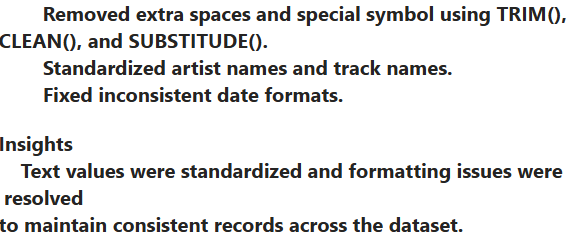 Removed extra spaces and special symbol using TRIM(),
CLEAN(), and SUBSTITUDE().
Standardized artist names and track names.
Fixed inconsistent date formats.
Insights
Text values were standardized and formatting issues were
resolved
to maintain consistent records across the dataset.